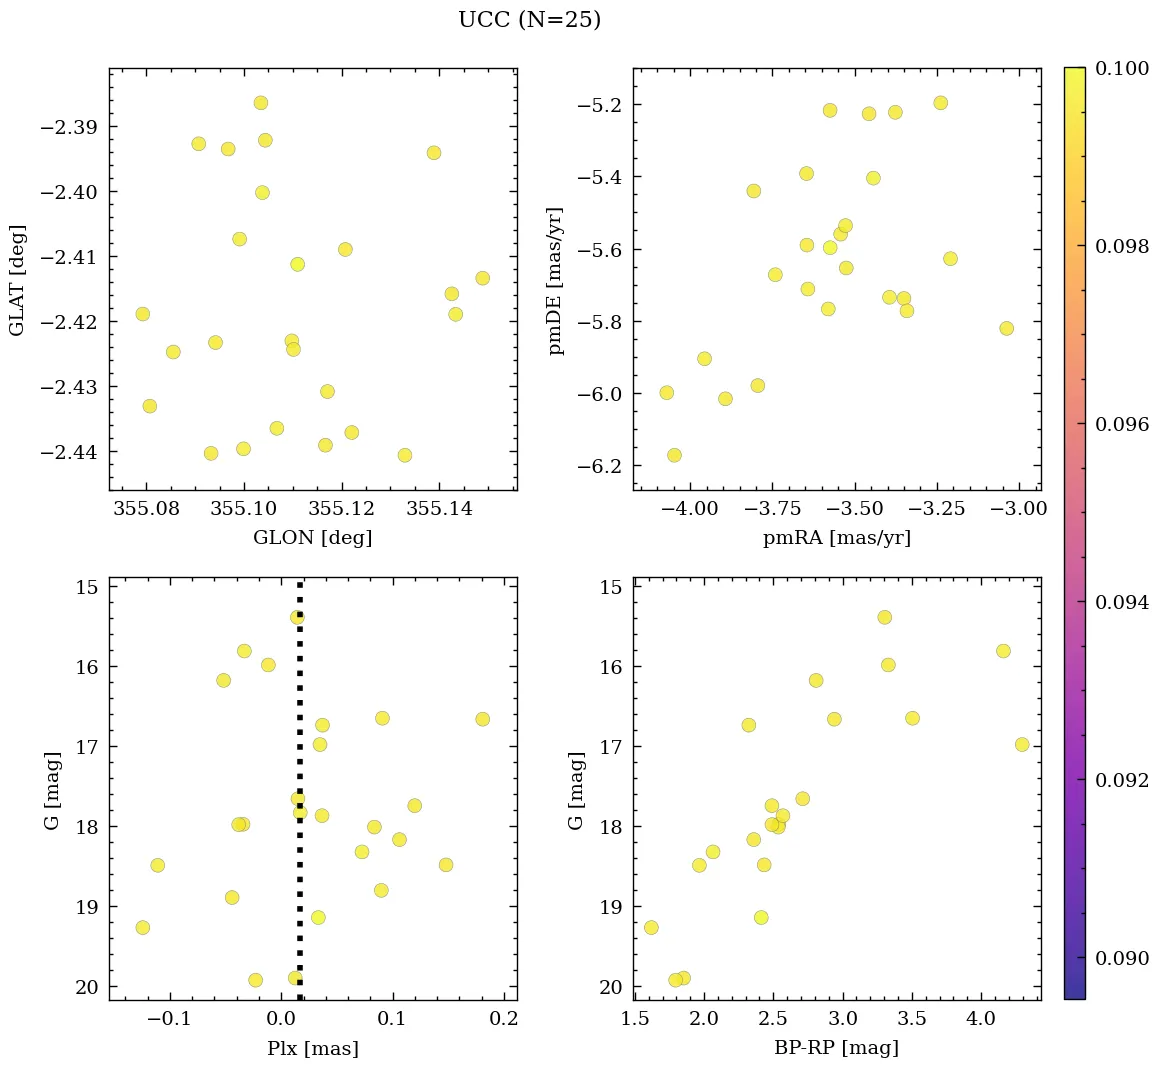 UCC (N=25)
−2.39
−2.40
−2.41
−2.42
−2.43
−2.44
GLAT [deg]
355.08 355.10 355.12 355.14
GLON [deg]
−5.2
−5.4
−5.6
−5.8
−6.0
−6.2
pmDE [mas/yr]
−4.00 −3.75 −3.50 −3.25 −3.00
pmRA [mas/yr]
15
16
17
18
19
20
G [mag]
−0.1 0.0 0.1 0.2
Plx [mas]
15
16
17
18
19
20
G [mag]
1.5 2.0 2.5 3.0 3.5 4.0
BP-RP [mag]
0.100
0.098
0.096
0.094
0.092
0.090